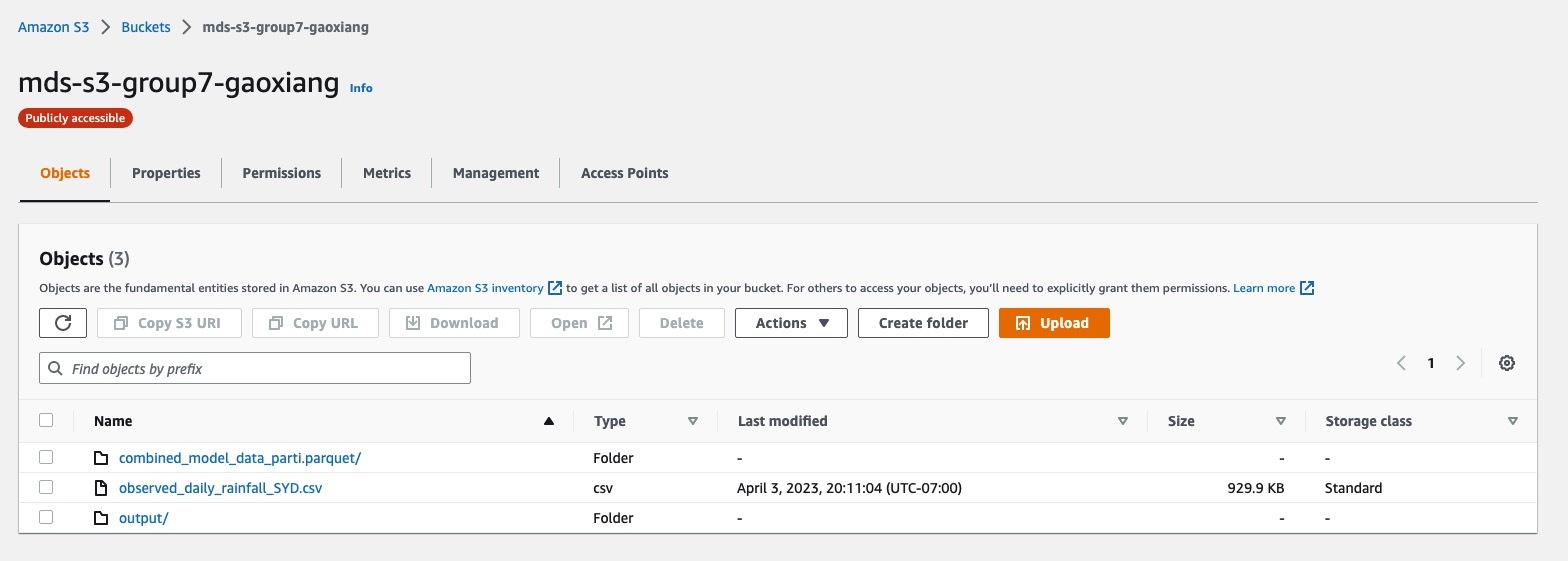 Amazon S3 > Buckets > mds-s3-group7-gaoxiang
mds-s3-group7-gaoxiang Info
Publicly accessible
Objects Properties Permissions Metrics Management Access Points
Objects (3)
Objects are the fundamental entities stored in Amazon S3. You can use Amazon S3 inventory to get a list of all objects in your bucket. For others to access your objects, you'll need to explicitly grant them permissions. Learn more
Copy S3 URI Copy URL Download Open Delete Actions Create folder Upload
Find objects by prefix 1
Name Type Last modified Size Storage class
combined_model_data_parti.parquet/ Folder - - -
observed_daily_rainfall_SYD.csv csv April 3, 2023, 20:11:04 (UTC-07:00) 929.9 KB Standard
output/ Folder - - -